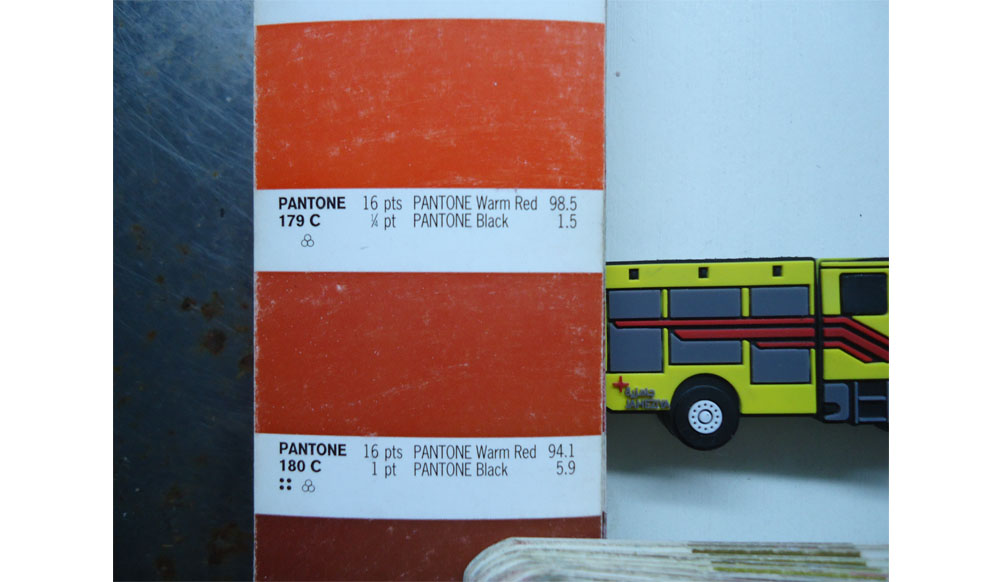 PANTONE 16 pts PANTONE Warm Red 98.5
179 C ¼ pt PANTONE Black 1.5
PANTONE 16 pts PANTONE Warm Red 94.1
180 C 1 pt PANTONE Black 5.9